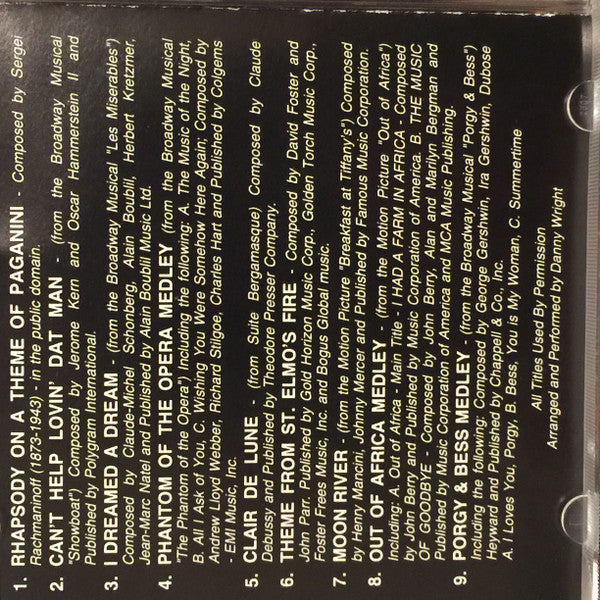 1. RHAPSODY ON A THEME OF PAGANINI - Composed by Sergei
Rachmaninoff (1873-1943) - in the public domain.
2. CAN'T HELP LOVIN' DAT MAN - (from the Broadway Musical
"Showboat") Composed by Jerome Kern and Oscar Hammerstein II and
Published by Polygram International.
3. I DREAMED A DREAM - (from the Broadway Musical "Les Miserables")
Composed by Claude-Michel Schonberg, Alain Boublil, Herbert Kretzmer,
Jean-Marc Natel and Published by Alain Boublil Music Ltd.
4. PHANTOM OF THE OPERA MEDLEY (from the Broadway Musical
"The Phantom of the Opera") Including the following: A. The Music of the Night,
B. All I Ask of You, C. Wishing You Were Somehow Here Again; Composed by
Andrew Lloyd Webber, Richard Stilgoe, Charles Hart and Published by Colgems
- EMI Music, Inc.
5. CLAIR DE LUNE - (from Suite Bergamasque) Composed by Claude
Debussy and Published by Theodore Presser Company.
6. THEME FROM ST. ELMO'S FIRE - Composed by David Foster and
John Parr. Published by Gold Horizon Music Corp., Golden Torch Music Corp.,
Foster Frees Music, Inc. and Bogus Global music.
7. MOON RIVER - (from the Motion Picture "Breakfast at Tiffany's") Composed
by Henry Mancini, Johnny Mercer and Published by Famous Music Corporation.
8. OUT OF AFRICA MEDLEY - (from the Motion Picture "Out of Africa")
Including: A. Out of Africa - Main Title - I HAD A FARM IN AFRICA - Composed
by John Berry and Published by Music Corporation of America. B. THE MUSIC
OF GOODBYE - Composed by John Berry, Alan and Marilyn Bergman and
Published by Music Corporation of America and MCA Music Publishing.
9. PORGY & BESS MEDLEY - (from the Broadway Musical "Porgy & Bess")
Including the following: Composed by George Gershwin, Ira Gershwin, Dubose
Heyward and Published by Chappell & Co., Inc.
A. I Loves You, Porgy, B. Bess, You is My Woman, C. Summertime
All Titles Used By Permission
Arranged and Performed by Danny Wright